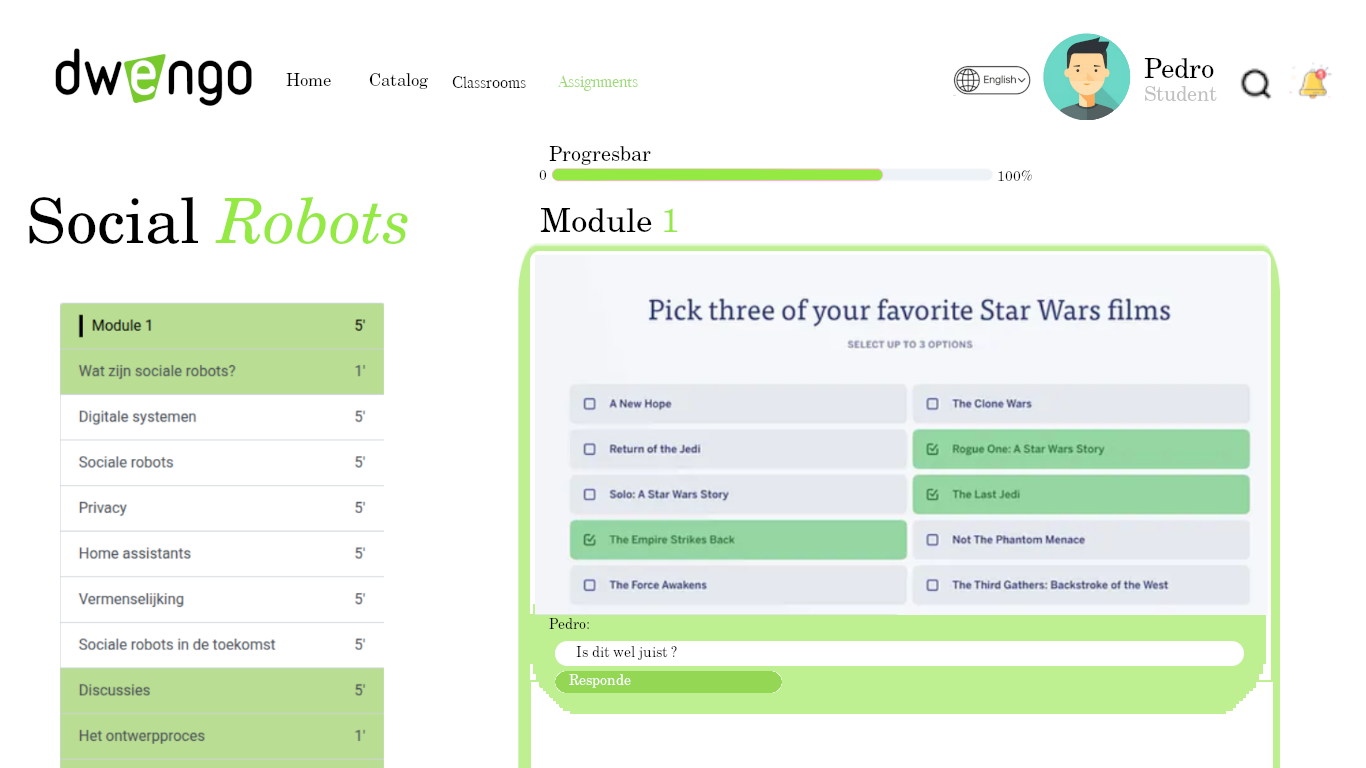 dwengo
Home Catalog Classrooms Assignments
English
Pedro
Student
1
Progresbar
0 100%
Social Robots
Module 1 5'
Wat zijn sociale robots? 1'
Digitale systemen 5'
Sociale robots 5'
Privacy 5'
Home assistants 5'
Vermenselijking 5'
Sociale robots in de toekomst 5'
Discussies 5'
Het ontwerpproces 1'
Module 1
Pick three of your favorite Star Wars films
SELECT UP TO 3 OPTIONS
A New Hope
The Clone Wars
Return of the Jedi
Rogue One: A Star Wars Story
Solo: A Star Wars Story
The Last Jedi
The Empire Strikes Back
Not The Phantom Menace
The Force Awakens
The Third Gathers: Backstroke of the West
Pedro:
Is dit wel juist ?
Responde